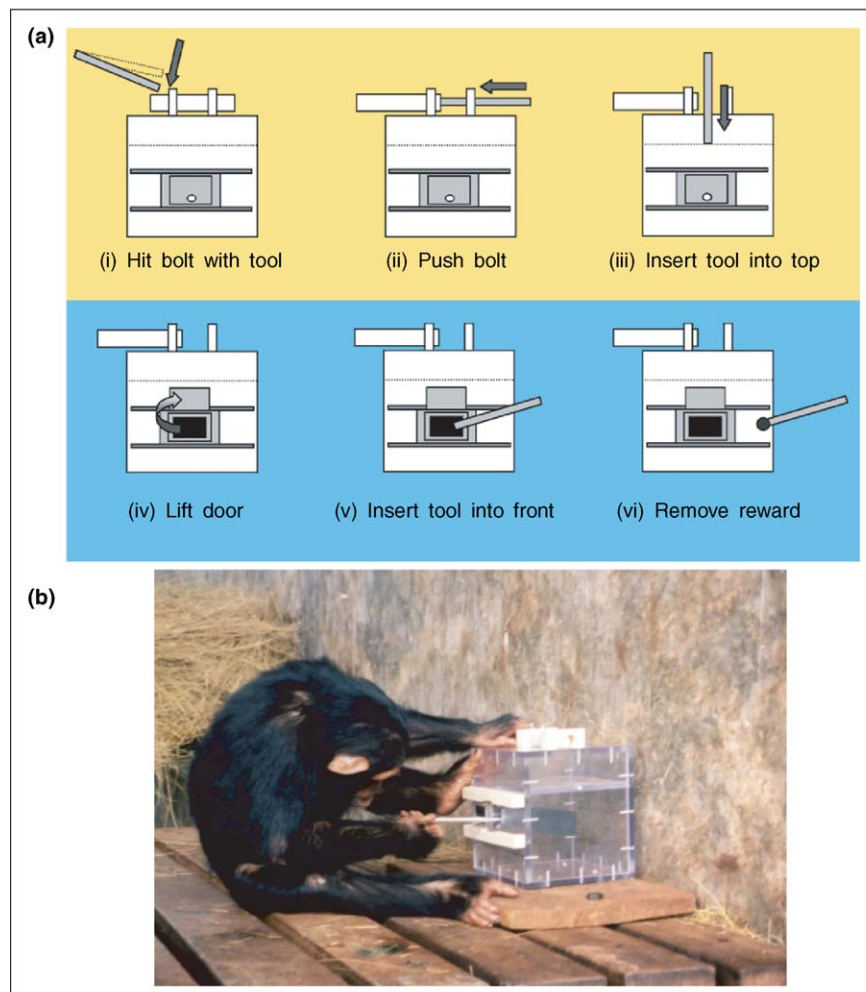 (a)
(i) Hit bolt with tool
(ii) Push bolt
(iii) Insert tool into top
(iv) Lift door
(v) Insert tool into front
(vi) Remove reward
(b)